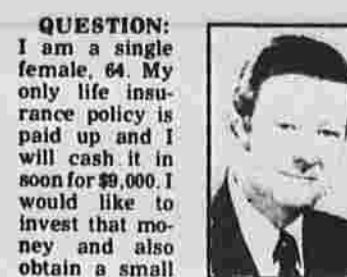 QUESTION:
I am a single
female, 64. My
only life insu-
rance policy is
paid up and I
will cash it in
soon for $9,000. I
would like to
invest that mo-
ney and also
obtain a small